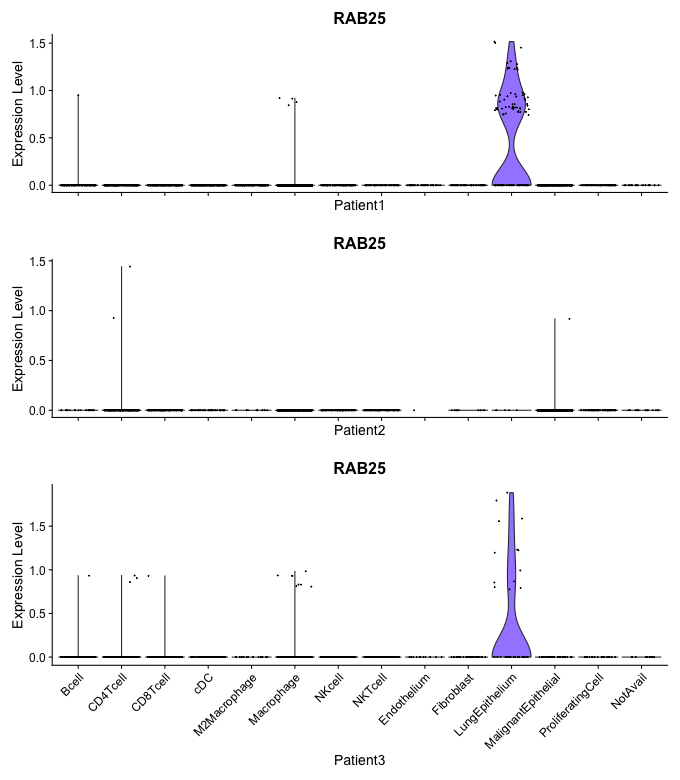 RAB25
Expression Level
1.5
1.0
0.5
0.0
Patient1
RAB25
Expression Level
1.5
1.0
0.5
0.0
Patient2
RAB25
Expression Level
1.5
1.0
0.5
0.0
Bcell
CD4Tcell
CD8Tcell
cDC
M2Macrophage
Macrophage
NKcell
NKTcell
Endothelium
Fibroblast
LungEpithelium
MalignantEpithelial
ProliferatingCell
NotAvail
Patient3